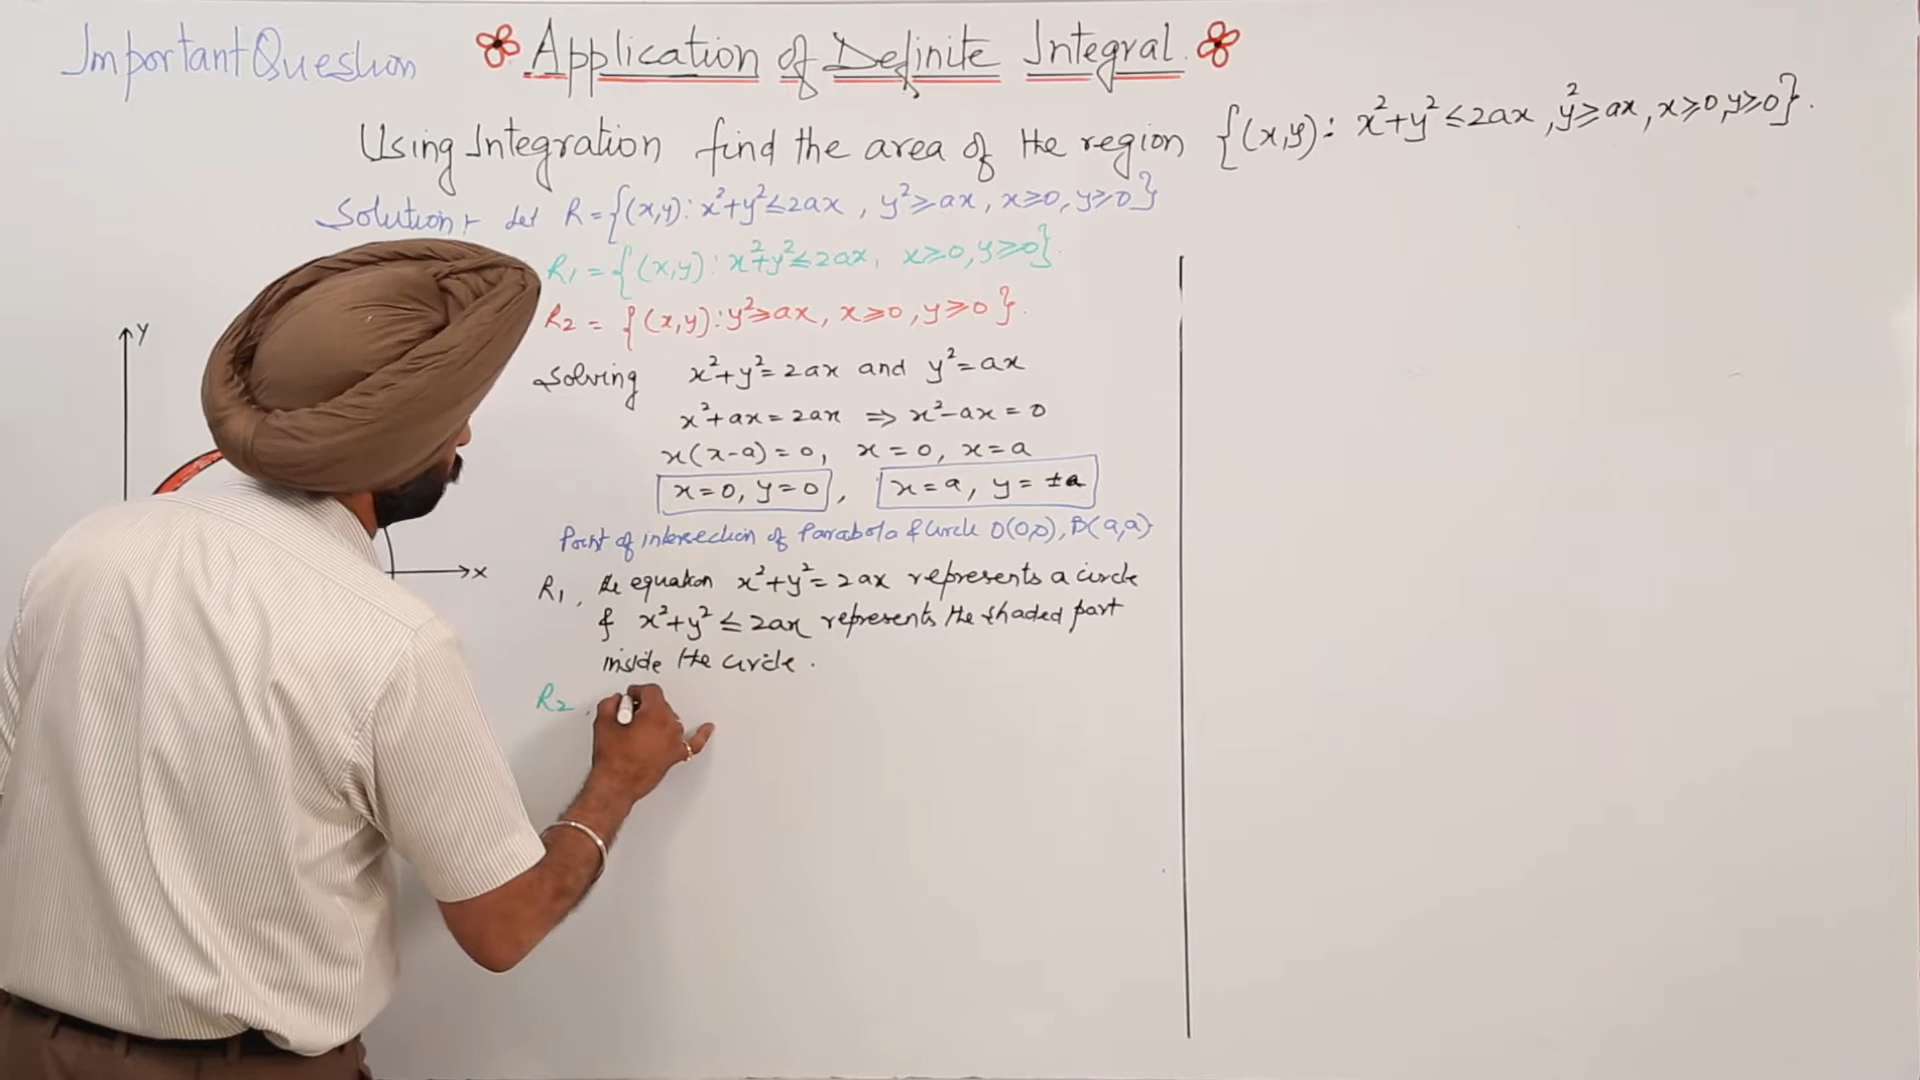 Important Question
Application of Definite Integral.
Using Integration find the area of the region {(x,y): x²+y² ≤ 2ax, y² ≥ ax, x ≥ 0, y ≥ 0}.
Solution:- Let R = {(x,y): x²+y² ≤ 2ax, y² ≥ ax, x ≥ 0, y ≥ 0}
R₁ = {(x,y): x²+y² ≤ 2ax, x ≥ 0, y ≥ 0}.
R₂ = {(x,y): y² ≥ ax, x ≥ 0, y ≥ 0}.
Solving x²+y² = 2ax and y² = ax
x²+ax = 2ax ⇒ x²-ax = 0
x(x-a) = 0, x = 0, x = a
x = 0, y = 0, x = a, y = ±a
Point of intersection of Parabola & Circle O(0,0), B(a,a)
R₁, the equation x²+y² = 2ax represents a circle
& x²+y² ≤ 2ax represents the shaded part
inside the circle.
R₂,
Y
X